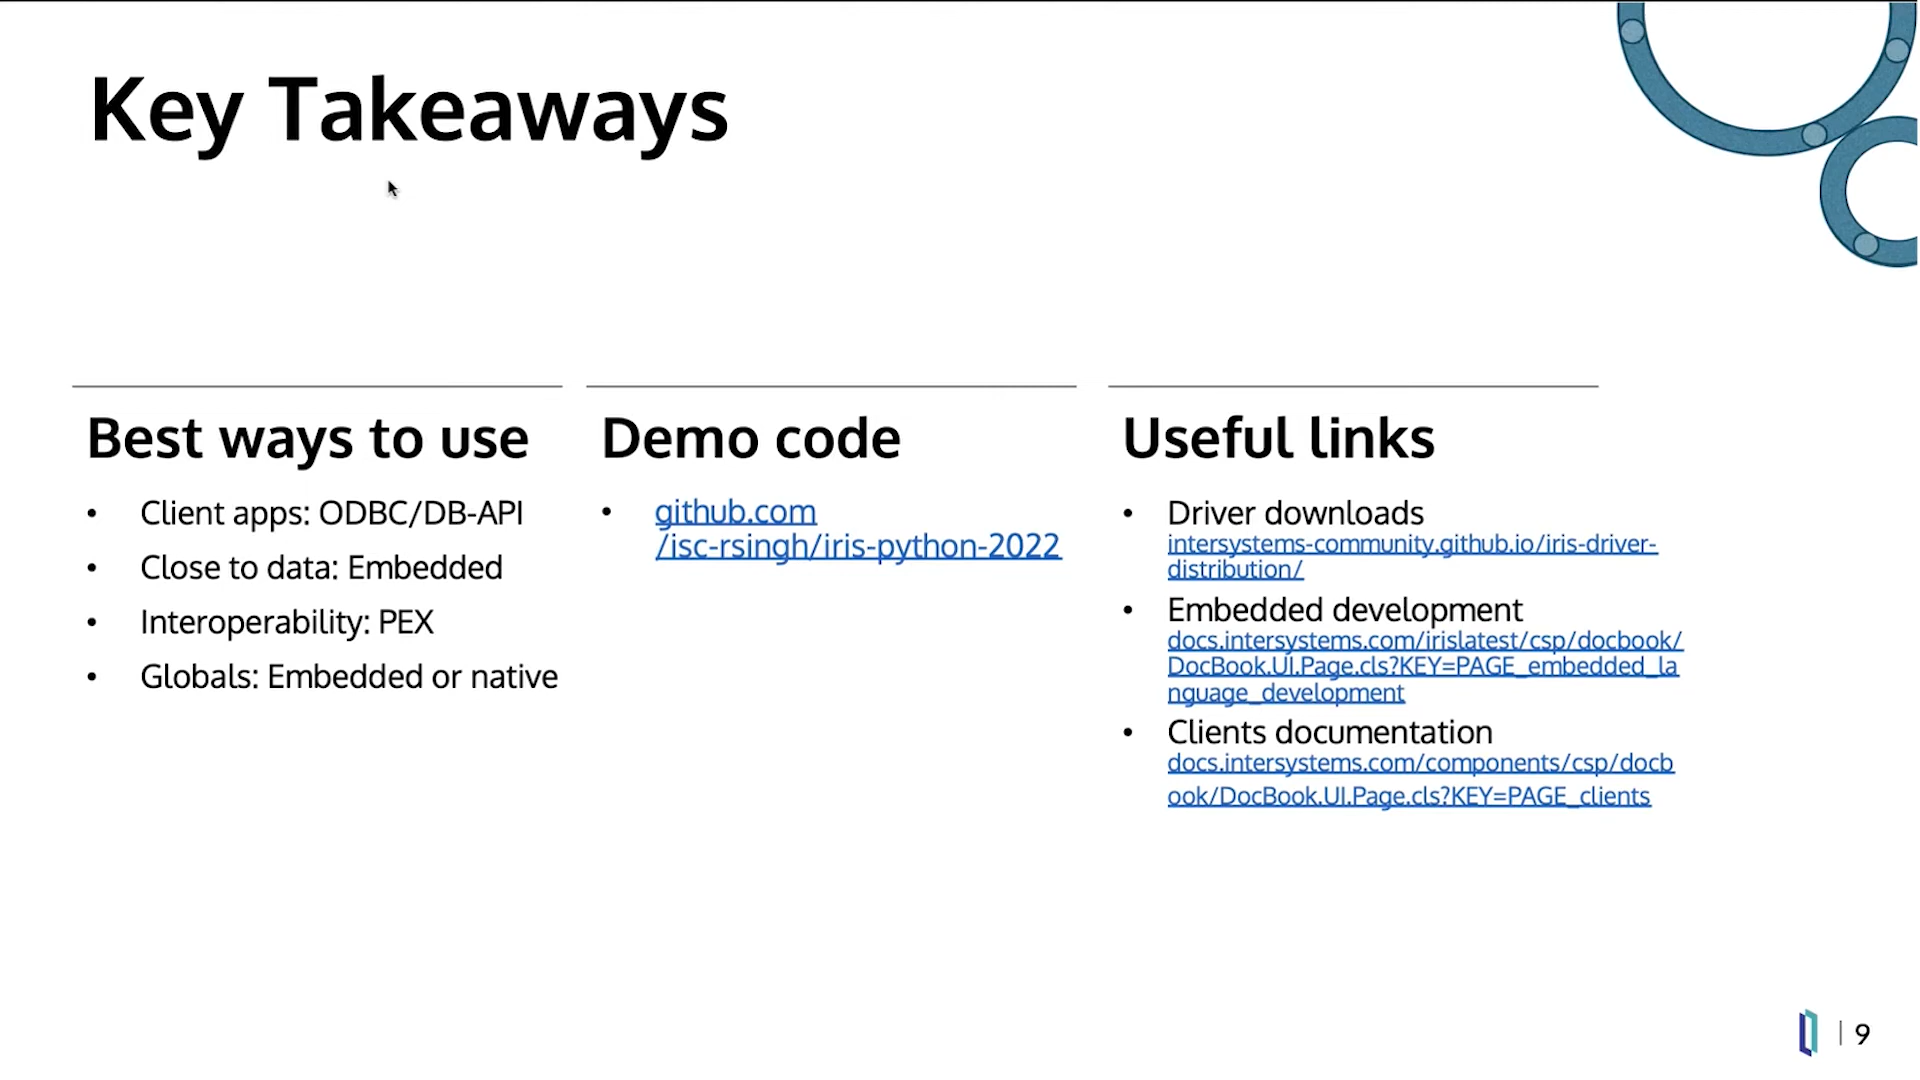 Key Takeaways
Best ways to use
• Client apps: ODBC/DB-API
• Close to data: Embedded
• Interoperability: PEX
• Globals: Embedded or native
Demo code
• github.com
/isc-rsingh/iris-python-2022
Useful links
• Driver downloads
intersystems-community.github.io/iris-driver-
distribution/
• Embedded development
docs.intersystems.com/irislatest/csp/docbook/
DocBook.UI.Page.cls?KEY=PAGE_embedded_la
nguage_development
• Clients documentation
docs.intersystems.com/components/csp/docb
ook/DocBook.UI.Page.cls?KEY=PAGE_clients
| 9